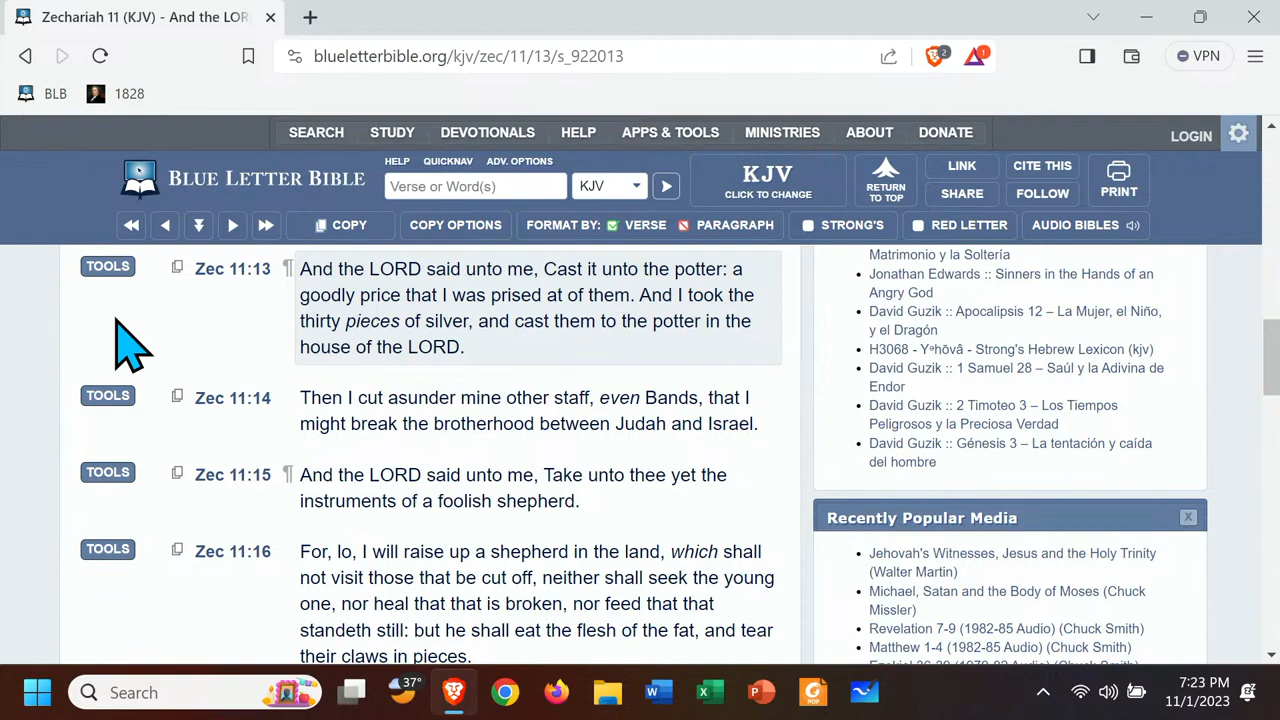 Zechariah 11 (KJV) - And the LOR
blueletterbible.org/kjv/zec/11/13/s_922013
2
1
VPN
BLB
1828
SEARCH STUDY DEVOTIONALS HELP APPS & TOOLS MINISTRIES ABOUT DONATE
LOGIN
BLUE LETTER BIBLE
HELP QUICKNAV ADV. OPTIONS
Verse or Word(s)
KJV
KJV
CLICK TO CHANGE
RETURN
TO TOP
LINK
CITE THIS
SHARE
FOLLOW
PRINT
COPY
COPY OPTIONS
FORMAT BY: VERSE PARAGRAPH
STRONG'S
RED LETTER
AUDIO BIBLES
TOOLS Zec 11:13 ¶ And the LORD said unto me, Cast it unto the potter: a
goodly price that I was prised at of them. And I took the
thirty pieces of silver, and cast them to the potter in the
house of the LORD.
TOOLS Zec 11:14 Then I cut asunder mine other staff, even Bands, that I
might break the brotherhood between Judah and Israel.
TOOLS Zec 11:15 ¶ And the LORD said unto me, Take unto thee yet the
instruments of a foolish shepherd.
TOOLS Zec 11:16 For, lo, I will raise up a shepherd in the land, which shall
not visit those that be cut off, neither shall seek the young
one, nor heal that that is broken, nor feed that that
standeth still: but he shall eat the flesh of the fat, and tear
their claws in pieces.
Matrimonio y la Soltería
Jonathan Edwards :: Sinners in the Hands of an
Angry God
David Guzik :: Apocalipsis 12 – La Mujer, el Niño,
y el Dragón
H3068 - Yᵊhōvâ - Strong's Hebrew Lexicon (kjv)
David Guzik :: 1 Samuel 28 – Saúl y la Adivina de
Endor
David Guzik :: 2 Timoteo 3 – Los Tiempos
Peligrosos y la Preciosa Verdad
David Guzik :: Génesis 3 – La tentación y caída
del hombre
Recently Popular Media
X
Jehovah's Witnesses, Jesus and the Holy Trinity
(Walter Martin)
Michael, Satan and the Body of Moses (Chuck
Missler)
Revelation 7-9 (1982-85 Audio) (Chuck Smith)
Matthew 1-4 (1982-85 Audio) (Chuck Smith)
Search
37°
7:23 PM
11/1/2023